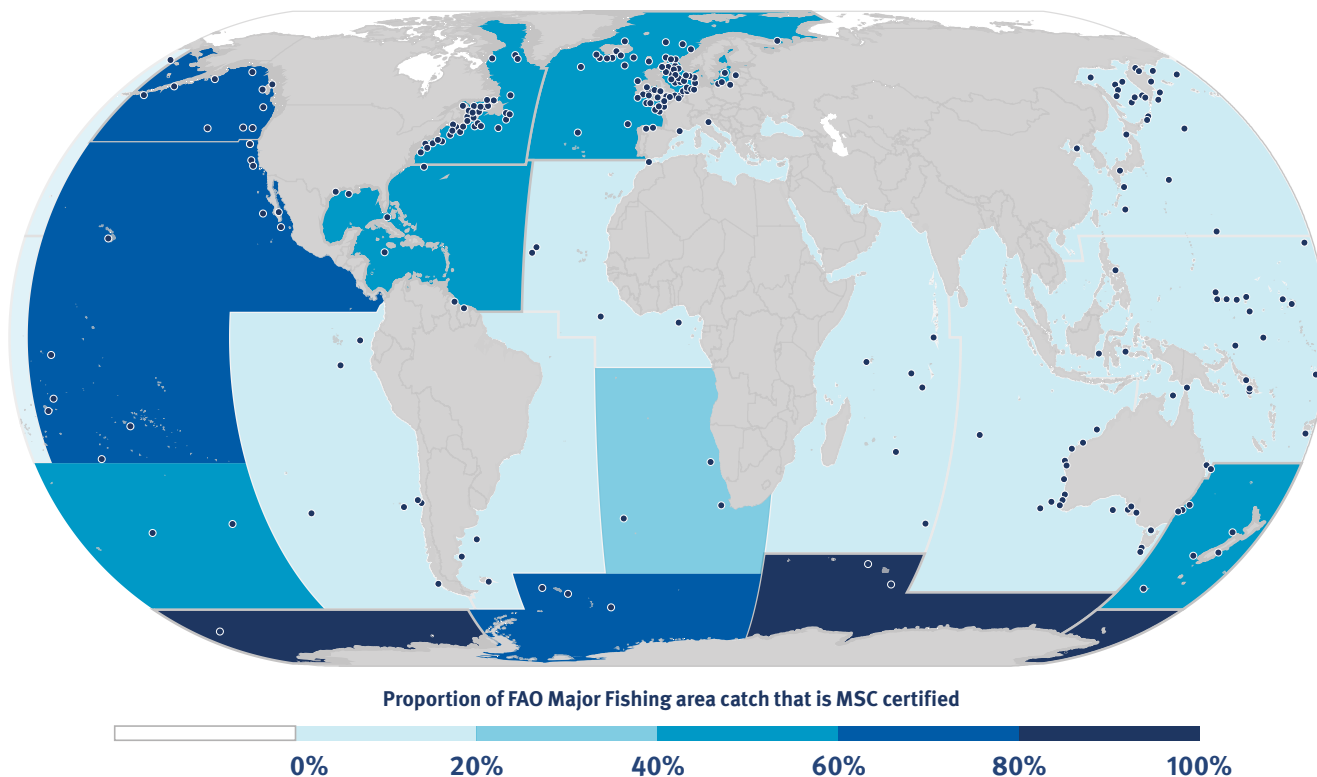 Proportion of FAO Major Fishing area catch that is MSC certified
0% 20% 40% 60% 80% 100%